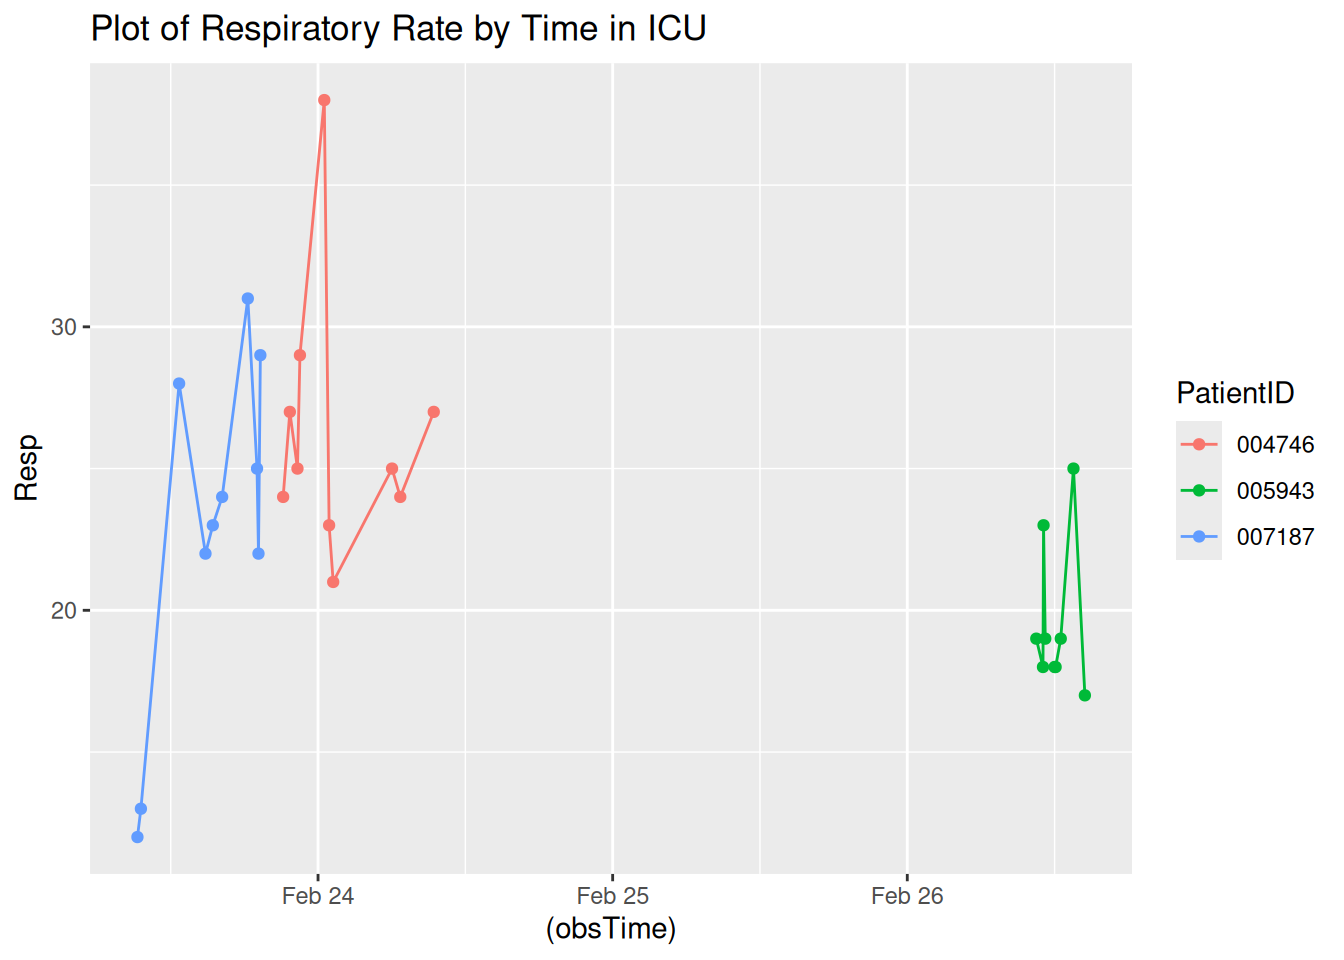 Plot of Respiratory Rate by Time in ICU
Resp
30
20
Feb 24
Feb 25
Feb 26
(obsTime)
PatientID
004746
005943
007187